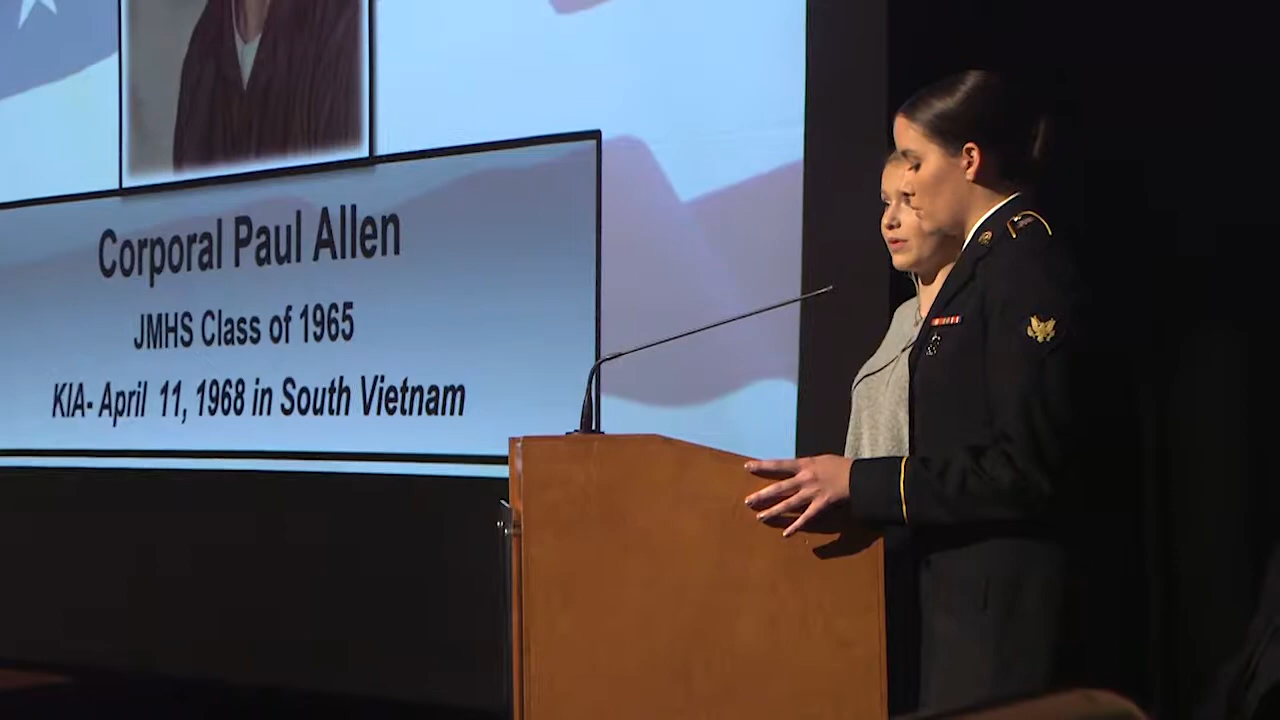 Corporal Paul Allen
JMHS Class of 1965
KIA- April 11, 1968 in South Vietnam